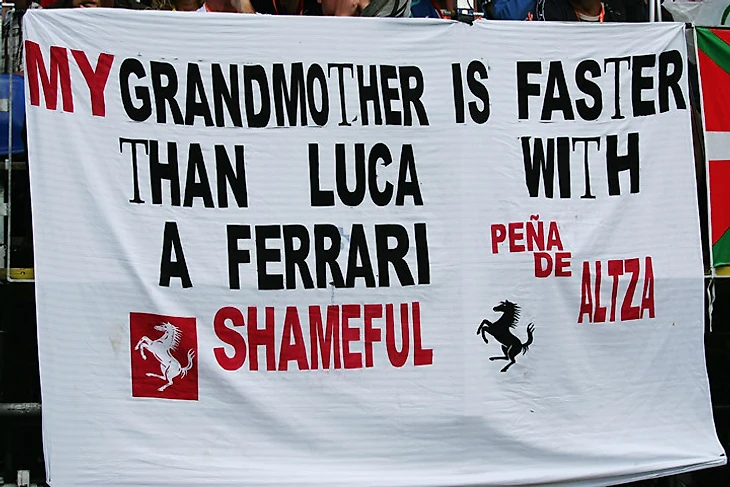 MY GRANDMOTHER IS FASTER
THAN LUCA WITH
A FERRARI
PEÑA
DE
ALTZA
SHAMEFUL